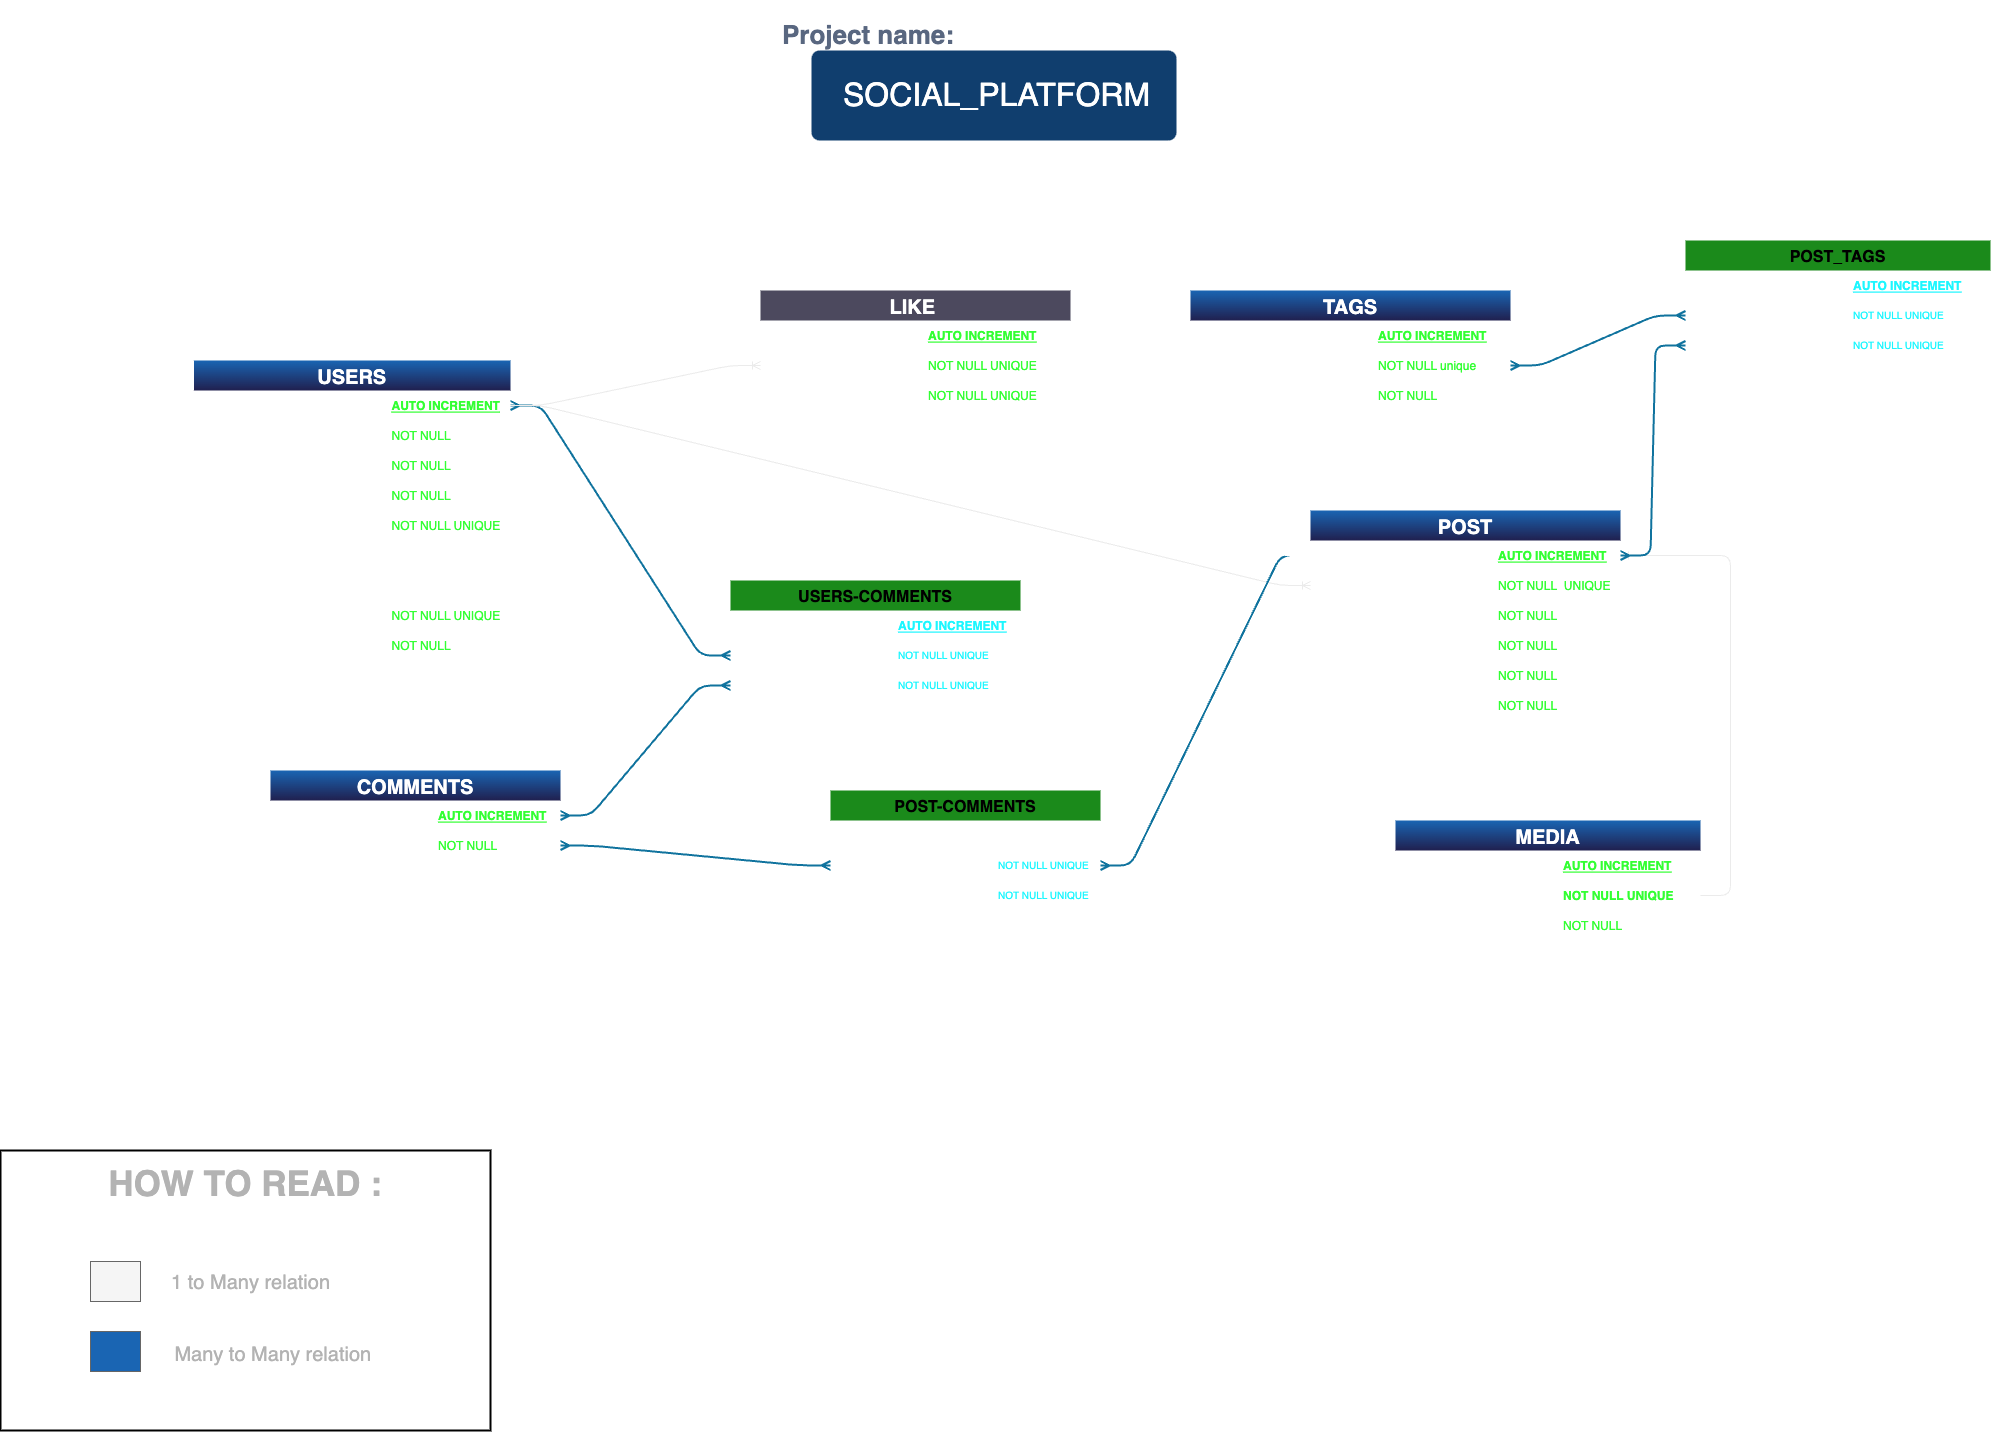 Project name:
SOCIAL_PLATFORM
POST_TAGS
AUTO INCREMENT
NOT NULL UNIQUE
NOT NULL UNIQUE
LIKE
AUTO INCREMENT
NOT NULL UNIQUE
NOT NULL UNIQUE
TAGS
AUTO INCREMENT
NOT NULL unique
NOT NULL
USERS
AUTO INCREMENT
NOT NULL
NOT NULL
NOT NULL
NOT NULL UNIQUE
NOT NULL UNIQUE
NOT NULL
POST
AUTO INCREMENT
NOT NULL  UNIQUE
NOT NULL
NOT NULL
NOT NULL
NOT NULL
USERS-COMMENTS
AUTO INCREMENT
NOT NULL UNIQUE
NOT NULL UNIQUE
COMMENTS
AUTO INCREMENT
NOT NULL
POST-COMMENTS
NOT NULL UNIQUE
NOT NULL UNIQUE
MEDIA
AUTO INCREMENT
NOT NULL UNIQUE
NOT NULL
HOW TO READ :
1 to Many relation
Many to Many relation